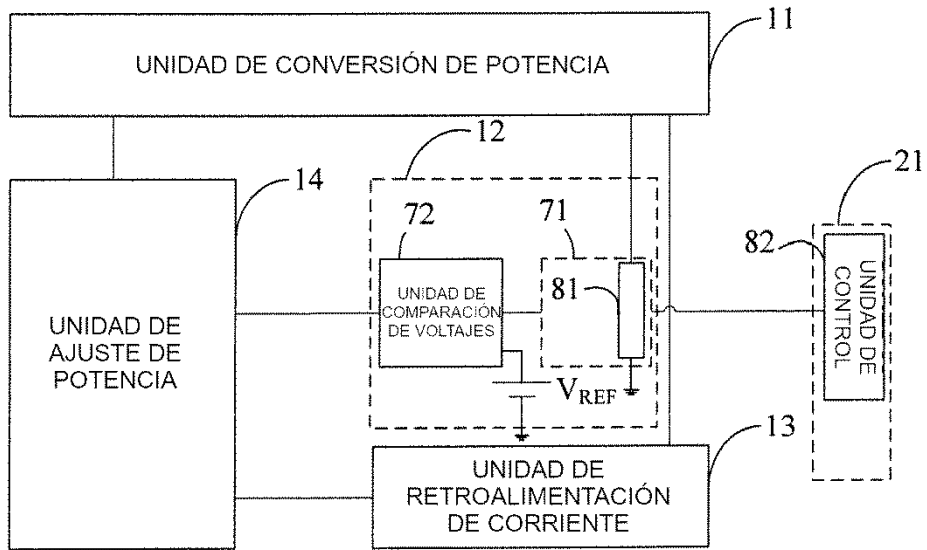 11
UNIDAD DE CONVERSIÓN DE POTENCIA
12
14
21
72
71
82
UNIDAD DE
COMPARACIÓN
DE VOLTAJES
81
UNIDAD DE
CONTROL
UNIDAD DE
AJUSTE DE
POTENCIA
VREF
13
UNIDAD DE
RETROALIMENTACIÓN
DE CORRIENTE